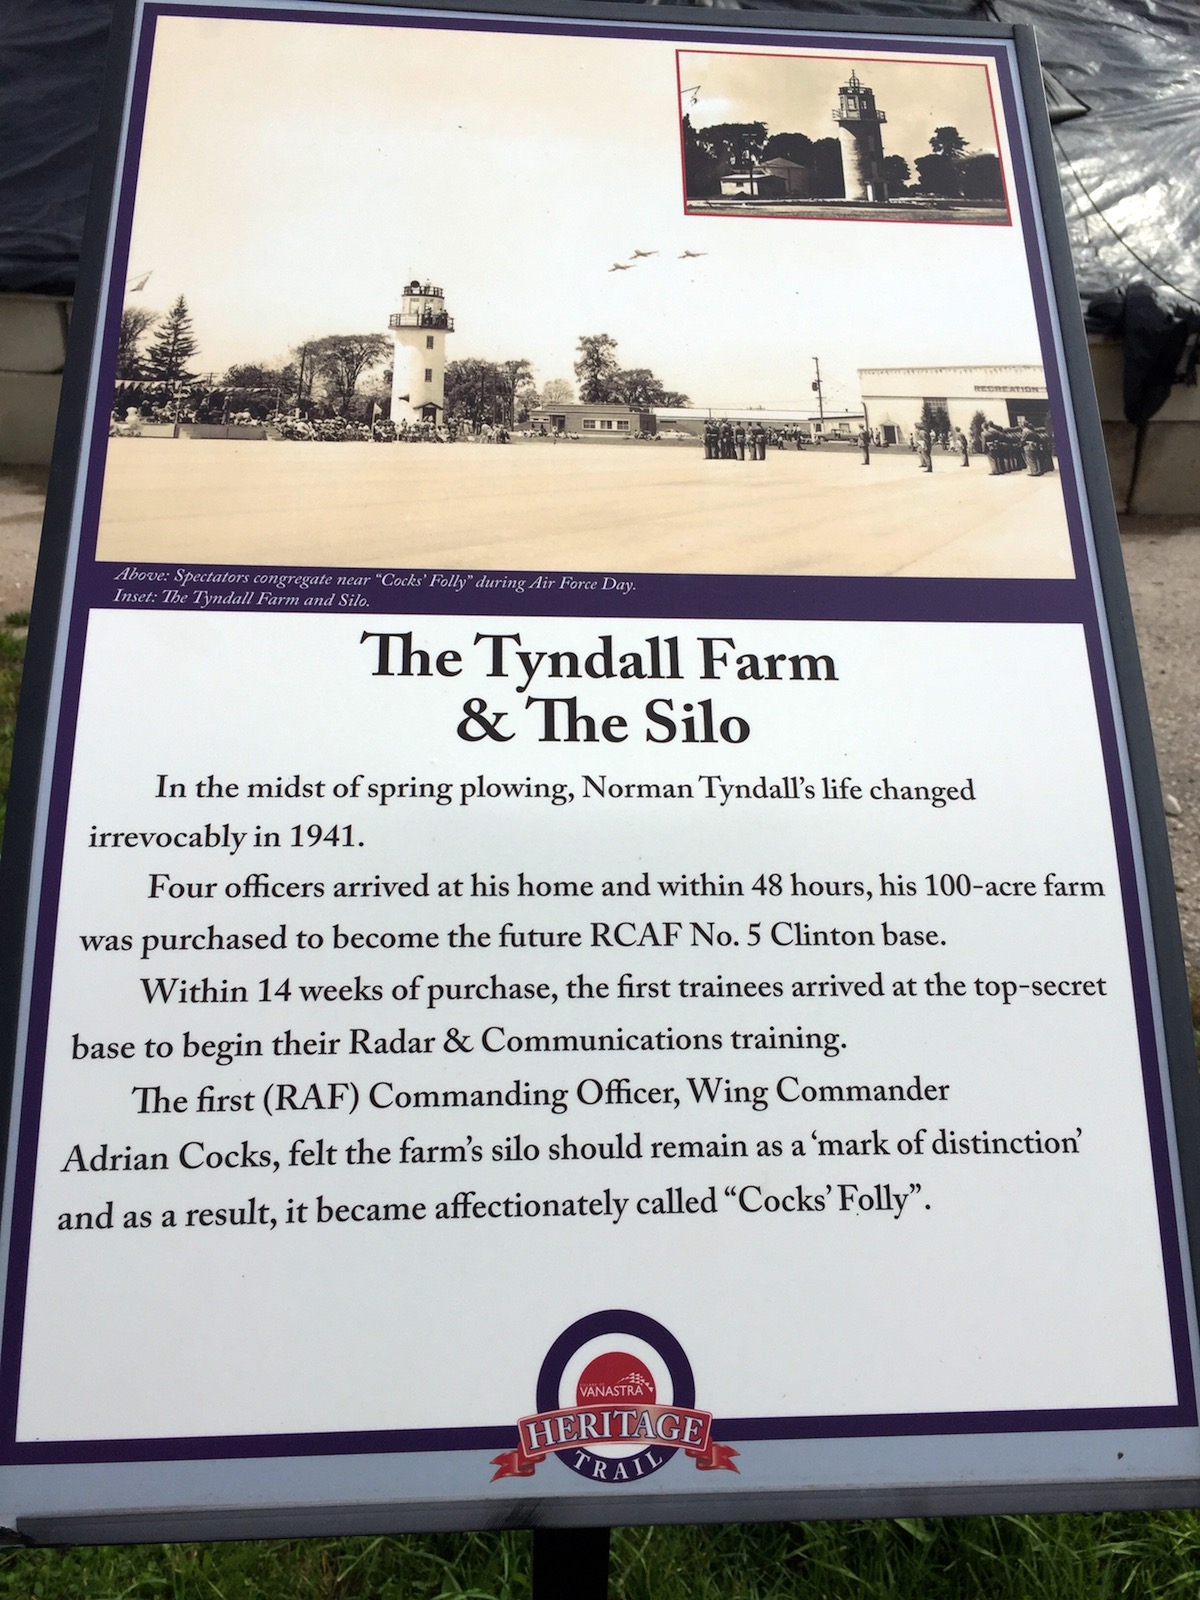 RECREATION
Above: Spectators congregate near "Cocks' Folly" during Air Force Day.
Inset: The Tyndall Farm and Silo.
The Tyndall Farm
& The Silo
In the midst of spring plowing, Norman Tyndall's life changed
irrevocably in 1941.
Four officers arrived at his home and within 48 hours, his 100-acre farm
was purchased to become the future RCAF No. 5 Clinton base.
Within 14 weeks of purchase, the first trainees arrived at the top-secret
base to begin their Radar & Communications training.
The first (RAF) Commanding Officer, Wing Commander
Adrian Cocks, felt the farm's silo should remain as a 'mark of distinction'
and as a result, it became affectionately called "Cocks' Folly".
VANASTRA
HERITAGE
TRAIL